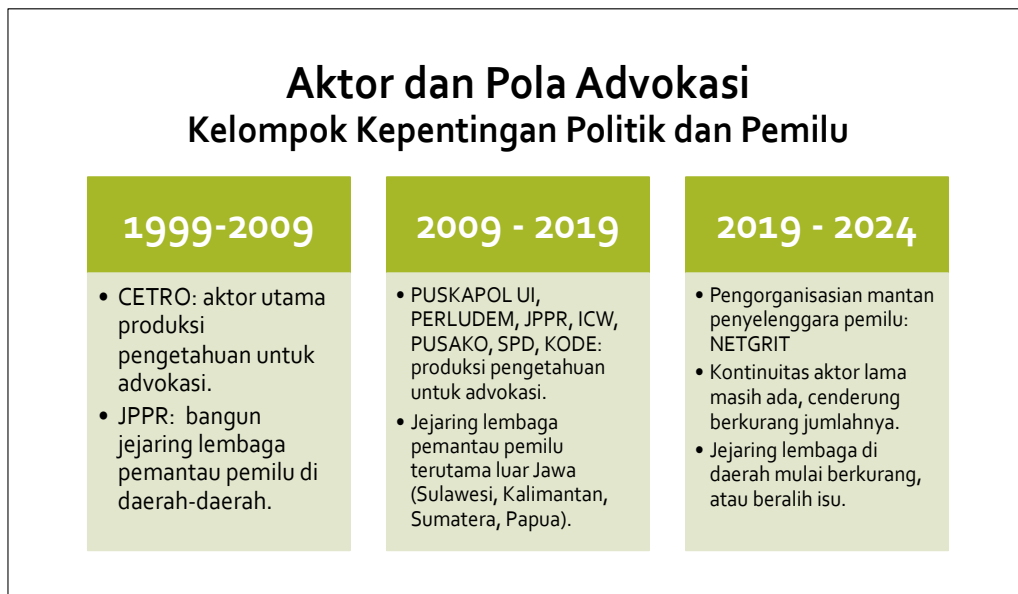 Aktor dan Pola Advokasi
Kelompok Kepentingan Politik dan Pemilu
1999-2009
• CETRO: aktor utama
produksi
pengetahuan untuk
advokasi.
• JPPR: bangun
jejaring lembaga
pemantau pemilu di
daerah-daerah.
2009 - 2019
• PUSKAPOL UI,
PERLUDEM, JPPR, ICW,
PUSAKO, SPD, KODE:
produksi pengetahuan
untuk advokasi.
• Jejaring lembaga
pemantau pemilu
terutama luar Jawa
(Sulawesi, Kalimantan,
Sumatera, Papua).
2019 - 2024
• Pengorganisasian mantan
penyelenggara pemilu:
NETGRIT
• Kontinuitas aktor lama
masih ada, cenderung
berkurang jumlahnya.
• Jejaring lembaga di
daerah mulai berkurang,
atau beralih isu.